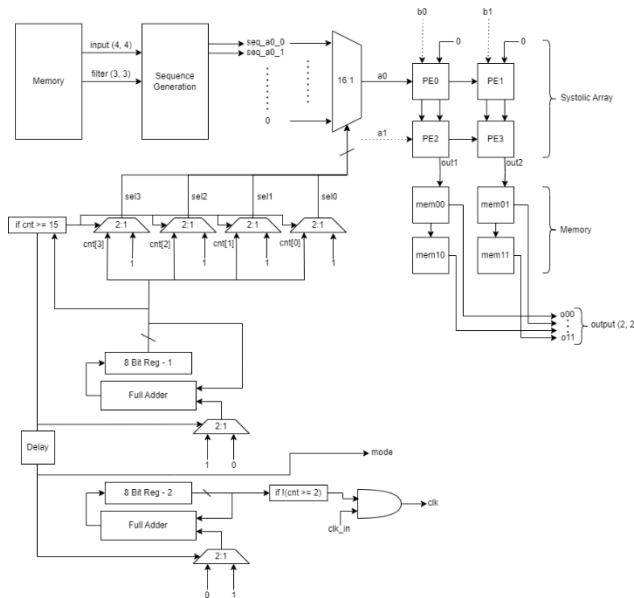 b0
b1
0
0
Memory
input (4, 4)
filter (3, 3)
Sequence
Generation
seq_a0_0
seq_a0_1
0
16:1
a0
PE0
PE1
a1
PE2
PE3
Systolic Array
out1
out2
sel3
sel2
sel1
sel0
mem00
mem01
Memory
mem10
mem11
if cnt >= 15
2:1
2:1
2:1
2:1
cnt[3]
cnt[2]
cnt[1]
cnt[0]
1
1
1
1
o00
o11
output (2, 2
8 Bit Reg - 1
Full Adder
2:1
1
0
Delay
mode
8 Bit Reg - 2
if !(cnt >= 2)
clk
Full Adder
clk_in
2:1
0
1